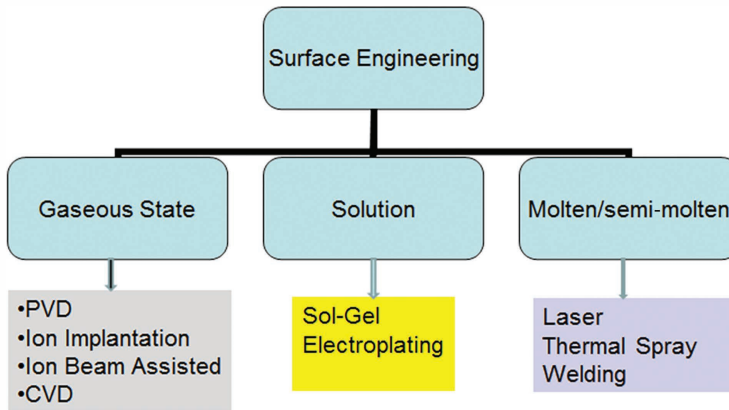 Surface Engineering
Gaseous State
Solution
Molten/semi-molten
•PVD
•Ion Implantation
•Ion Beam Assisted
•CVD
Sol-Gel
Electroplating
Laser
Thermal Spray
Welding